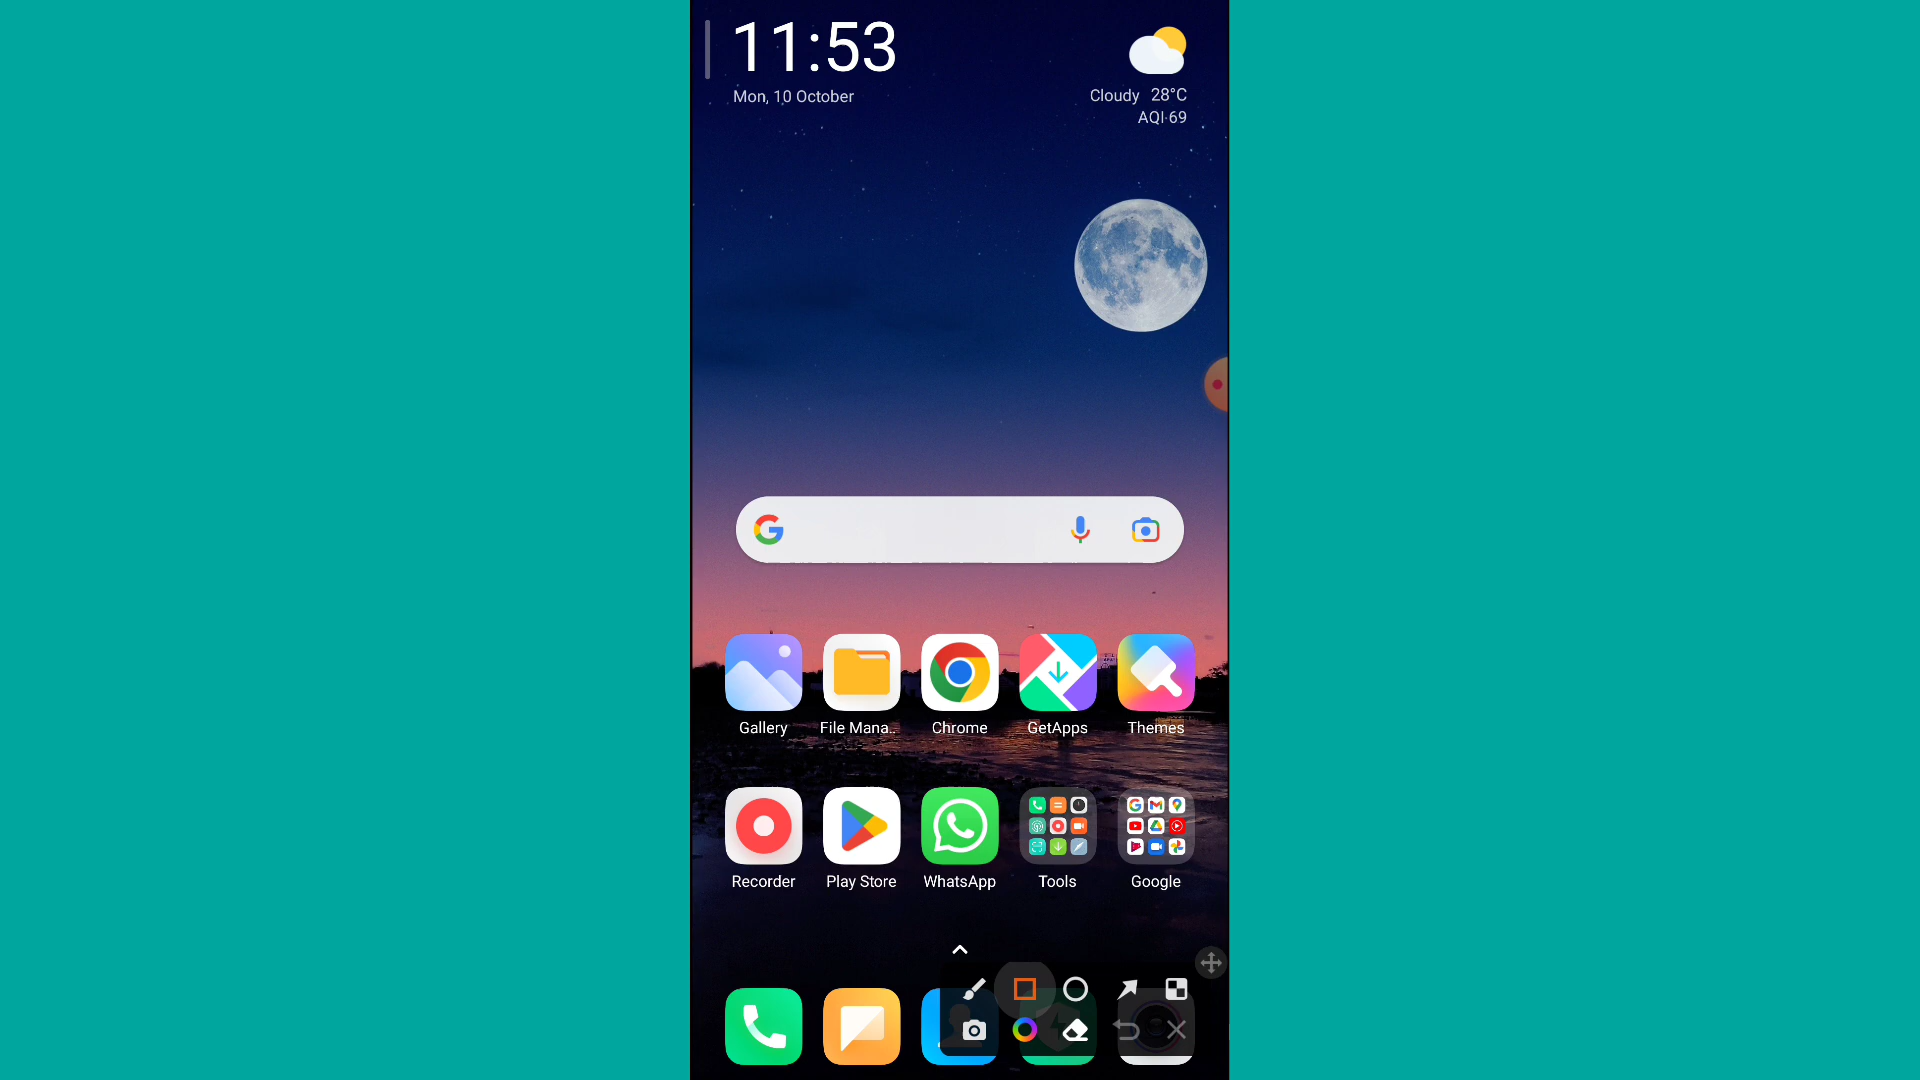 11:53
Mon, 10 October
Cloudy 28°C
AQI 69
Gallery
File Mana..
Chrome
GetApps
Themes
Recorder
Play Store
WhatsApp
Tools
Google